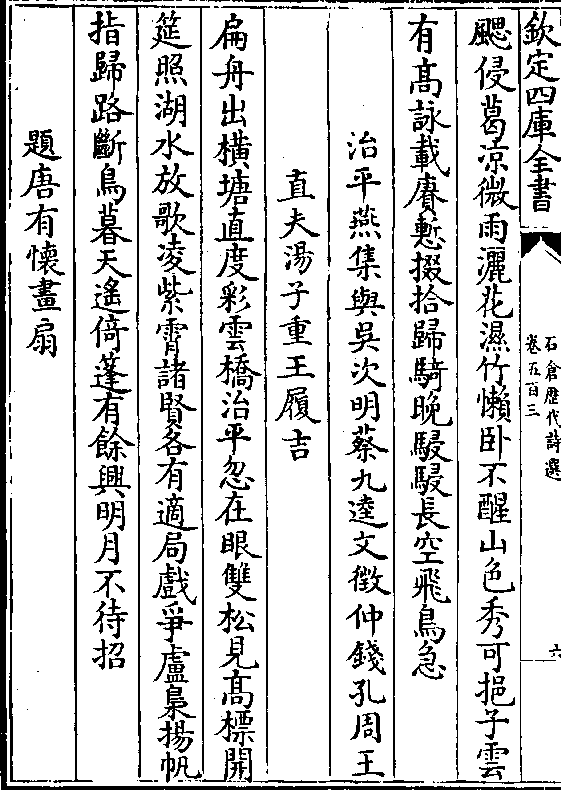 欽定四庫全書
石倉歷代詩選
卷五百三
六
颸侵葛凉微雨灑花濕竹懶卧不醒山色秀可挹子雲
有髙詠載賡慙掇拾歸騎晚駸駸長空飛鳥急
治平燕集與吳次明蔡九逵文徵仲錢孔周王
直夫湯子重王履吉
扁舟出橫塘直度彩雲橋治平忽在眼雙松見髙標開
筵照湖水放歌凌紫霄諸賢各有適局戲爭盧梟揚帆
指歸路斷鳥暮天遙倚蓬有餘興明月不待招
題唐有懷畫扇